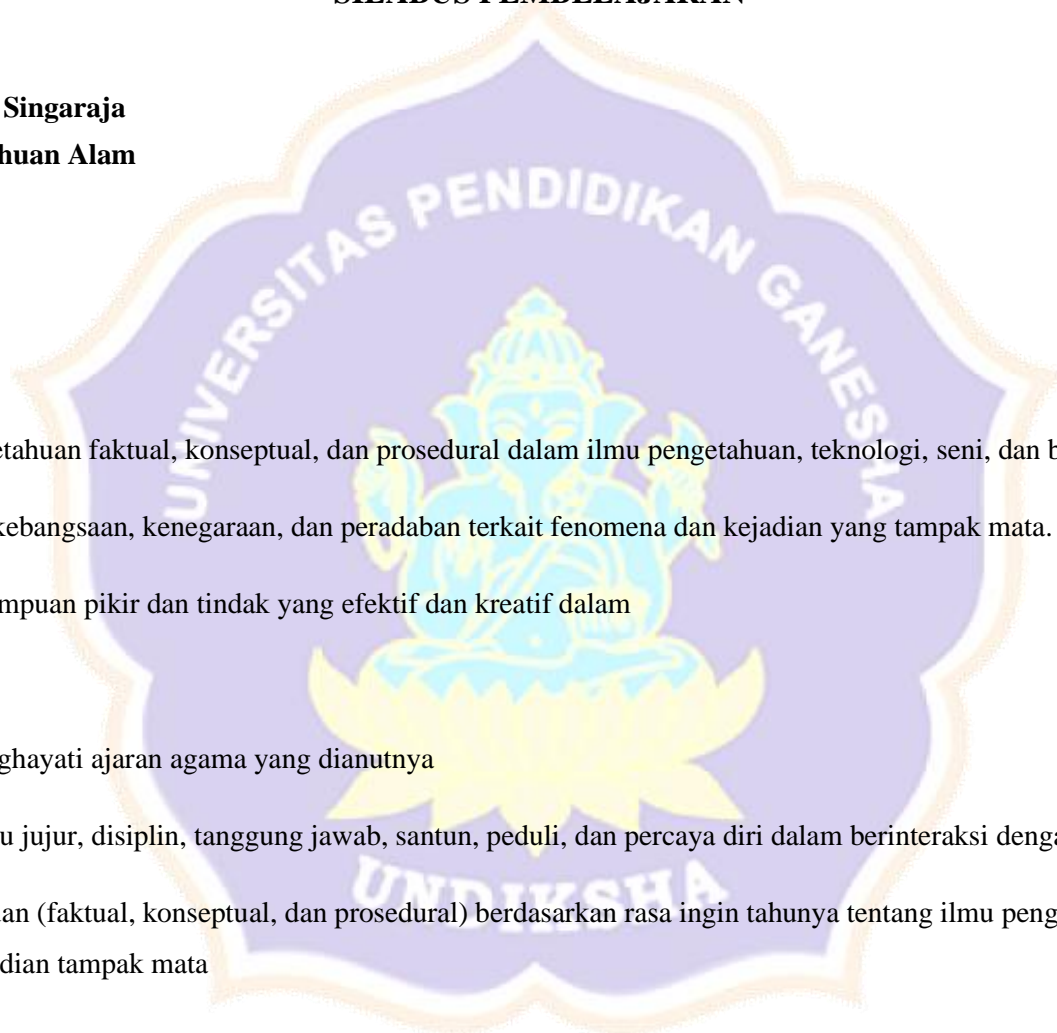 SILABUS PEMBELAJARAN
Singaraja
huan Alam
UNIVERSITAS PENDIDIKAN GANESHA
etahuan faktual, konseptual, dan prosedural dalam ilmu pengetahuan, teknologi, seni, dan b
kebangsaan, kenegaraan, dan peradaban terkait fenomena dan kejadian yang tampak mata.
mpuan pikir dan tindak yang efektif dan kreatif dalam
ghayati ajaran agama yang dianutnya
u jujur, disiplin, tanggung jawab, santun, peduli, dan percaya diri dalam berinteraksi denga
UNDIKSHA
an (faktual, konseptual, dan prosedural) berdasarkan rasa ingin tahunya tentang ilmu peng
dian tampak mata